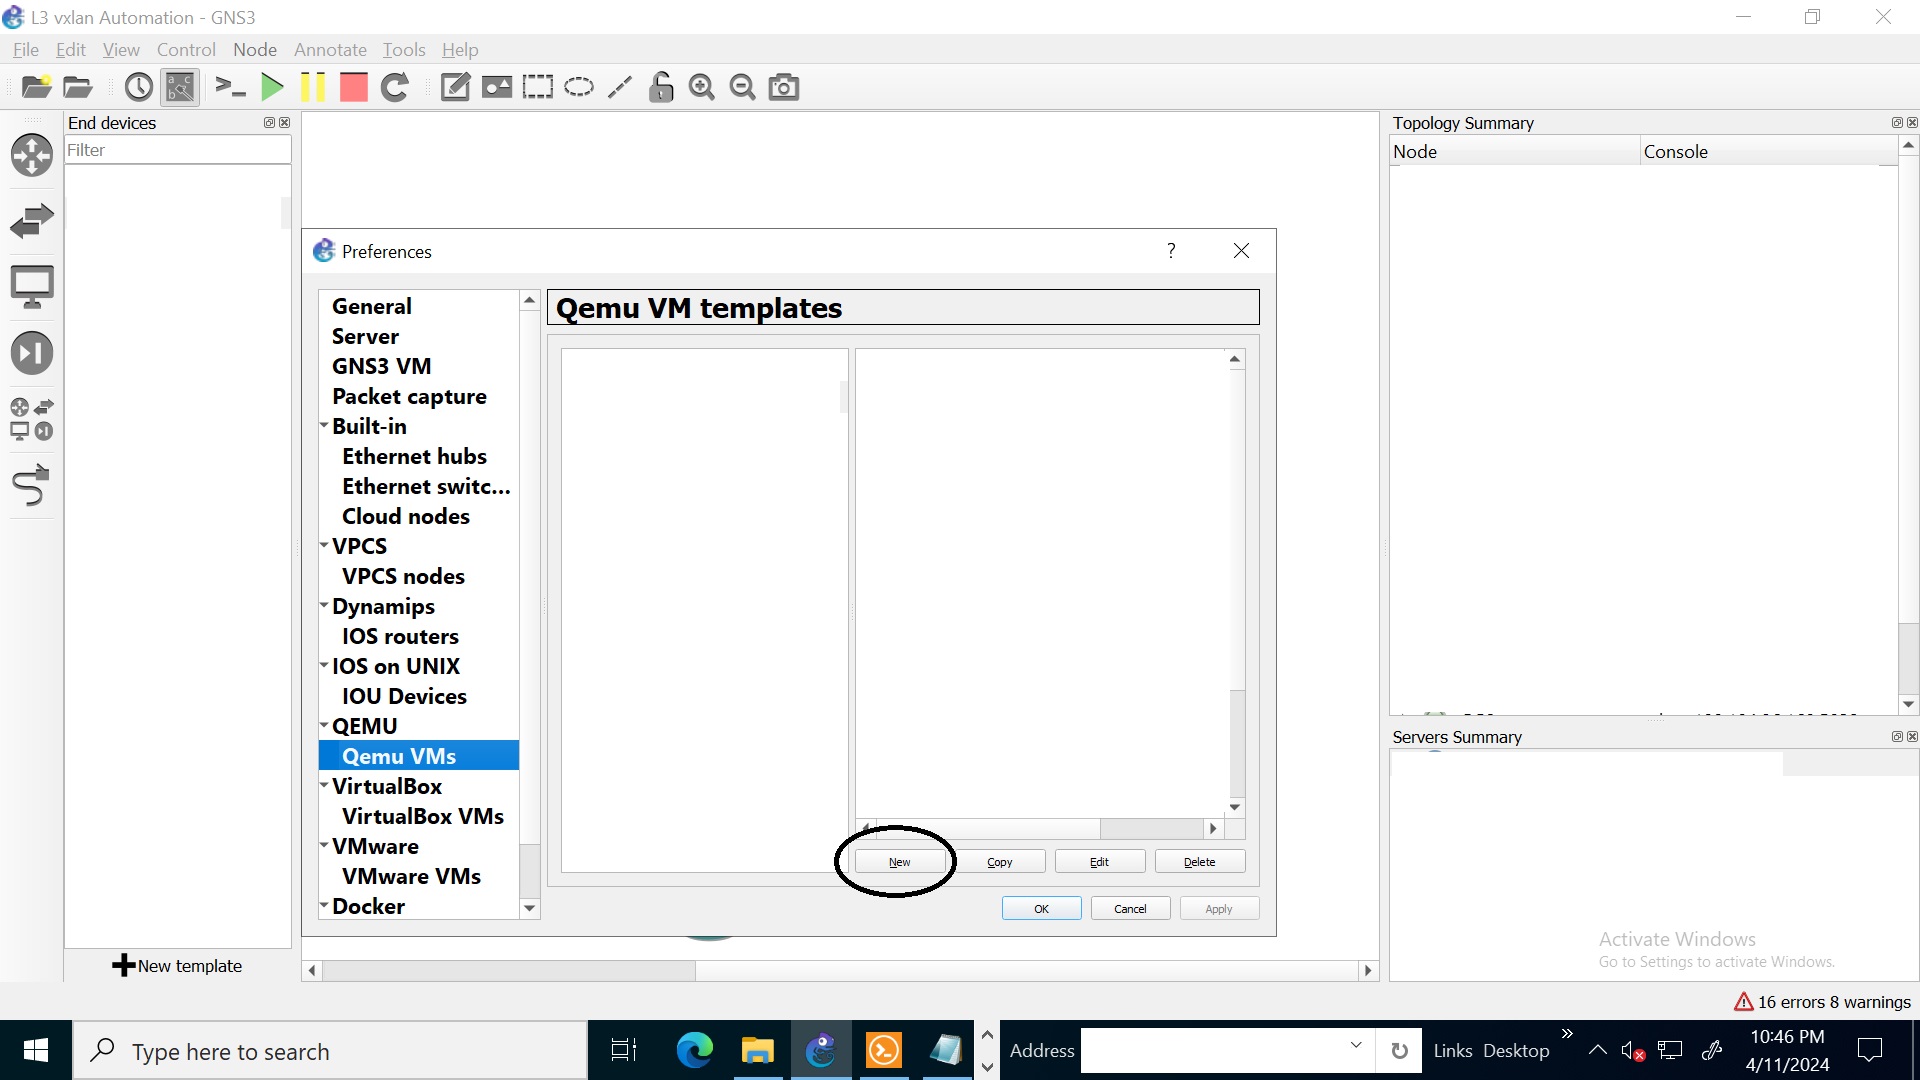 L3 vxlan Automation - GNS3
File Edit View Control Node Annotate Tools Help
End devices
Filter
New template
Preferences
?
General
Server
GNS3 VM
Packet capture
Built-in
Ethernet hubs
Ethernet switc...
Cloud nodes
VPCS
VPCS nodes
Dynamips
IOS routers
IOS on UNIX
IOU Devices
QEMU
Qemu VMs
VirtualBox
VirtualBox VMs
VMware
VMware VMs
Docker
Qemu VM templates
New Copy Edit Delete
OK Cancel Apply
Topology Summary
Node Console
Servers Summary
Activate Windows
Go to Settings to activate Windows.
16 errors 8 warnings
Type here to search
Address
Links Desktop
10:46 PM
4/11/2024